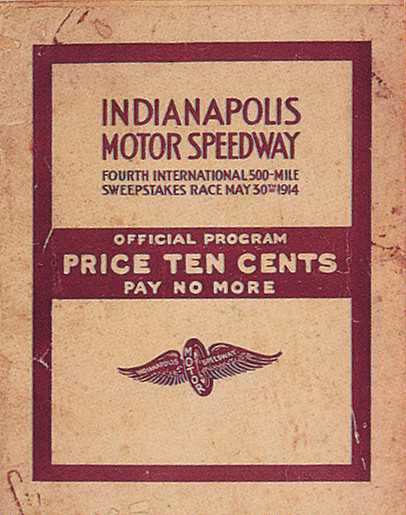 INDIANAPOLIS
MOTOR SPEEDWAY
FOURTH INTERNATIONAL 500-MILE
SWEEPSTAKES RACE MAY 30TH 1914
OFFICIAL PROGRAM
PRICE TEN CENTS
PAY NO MORE
INDIANAPOLIS MOTOR SPEEDWAY